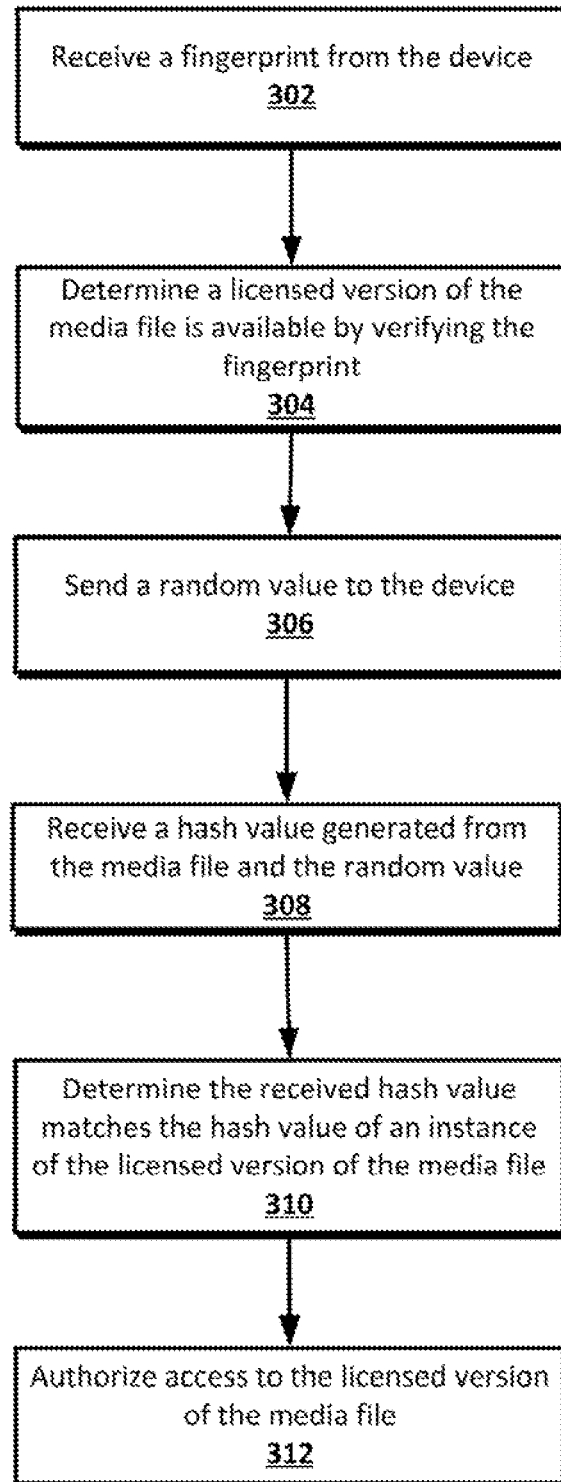 Receive a fingerprint from the device
302
Determine a licensed version of the
media file is available by verifying the
fingerprint
304
Send a random value to the device
306
Receive a hash value generated from
the media file and the random value
308
Determine the received hash value
matches the hash value of an instance
of the licensed version of the media file
310
Authorize access to the licensed version
of the media file
312